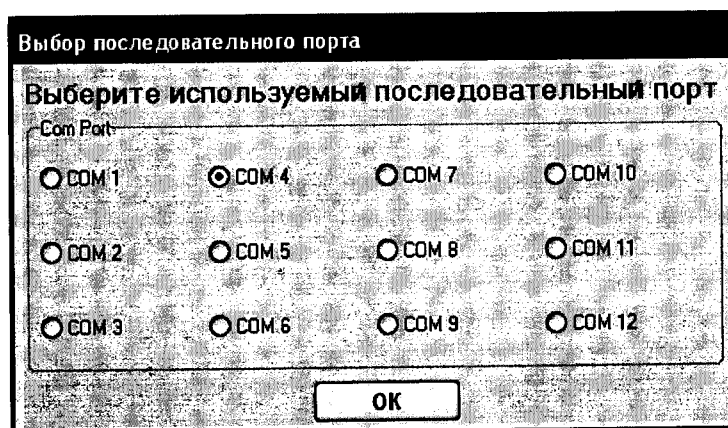 Выбор последовательного порта
Выберите используемый последовательный порт
Com Port
COM 1 COM 4 COM 7 COM 10
COM 2 COM 5 COM 8 COM 11
COM 3 COM 6 COM 9 COM 12
OK